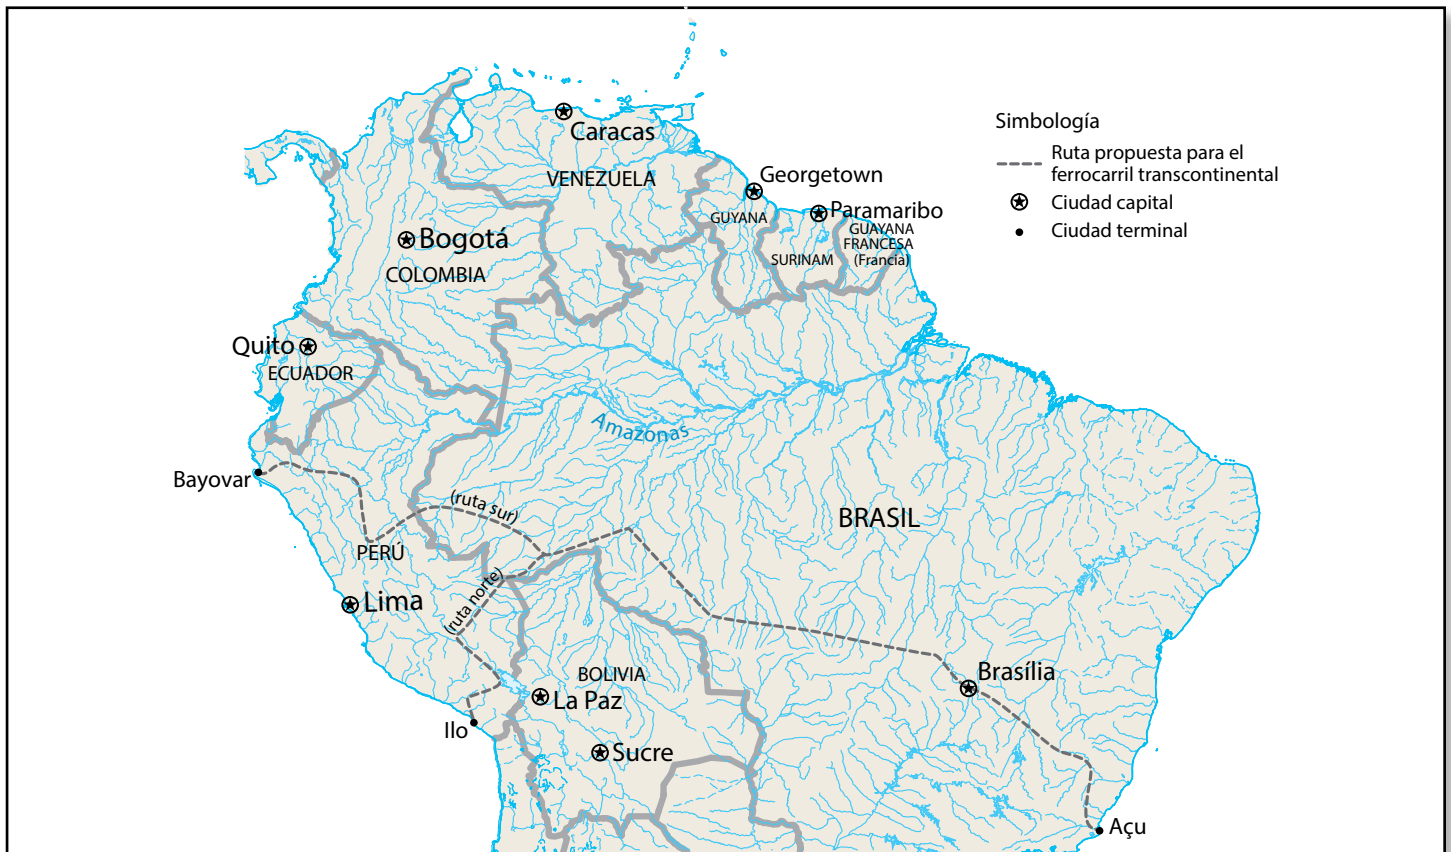 Simbología
Ruta propuesta para el
ferrocarril transcontinental
Ciudad capital
Ciudad terminal
Caracas
VENEZUELA
Georgetown
GUYANA
Paramaribo
GUAYANA
FRANCESA
(Francia)
SURINAM
Bogotá
COLOMBIA
Quito
ECUADOR
Amazonas
Bayovar
(ruta sur)
BRASIL
PERÚ
(ruta norte)
Lima
BOLIVIA
La Paz
Brasília
Ilo
Sucre
Açu